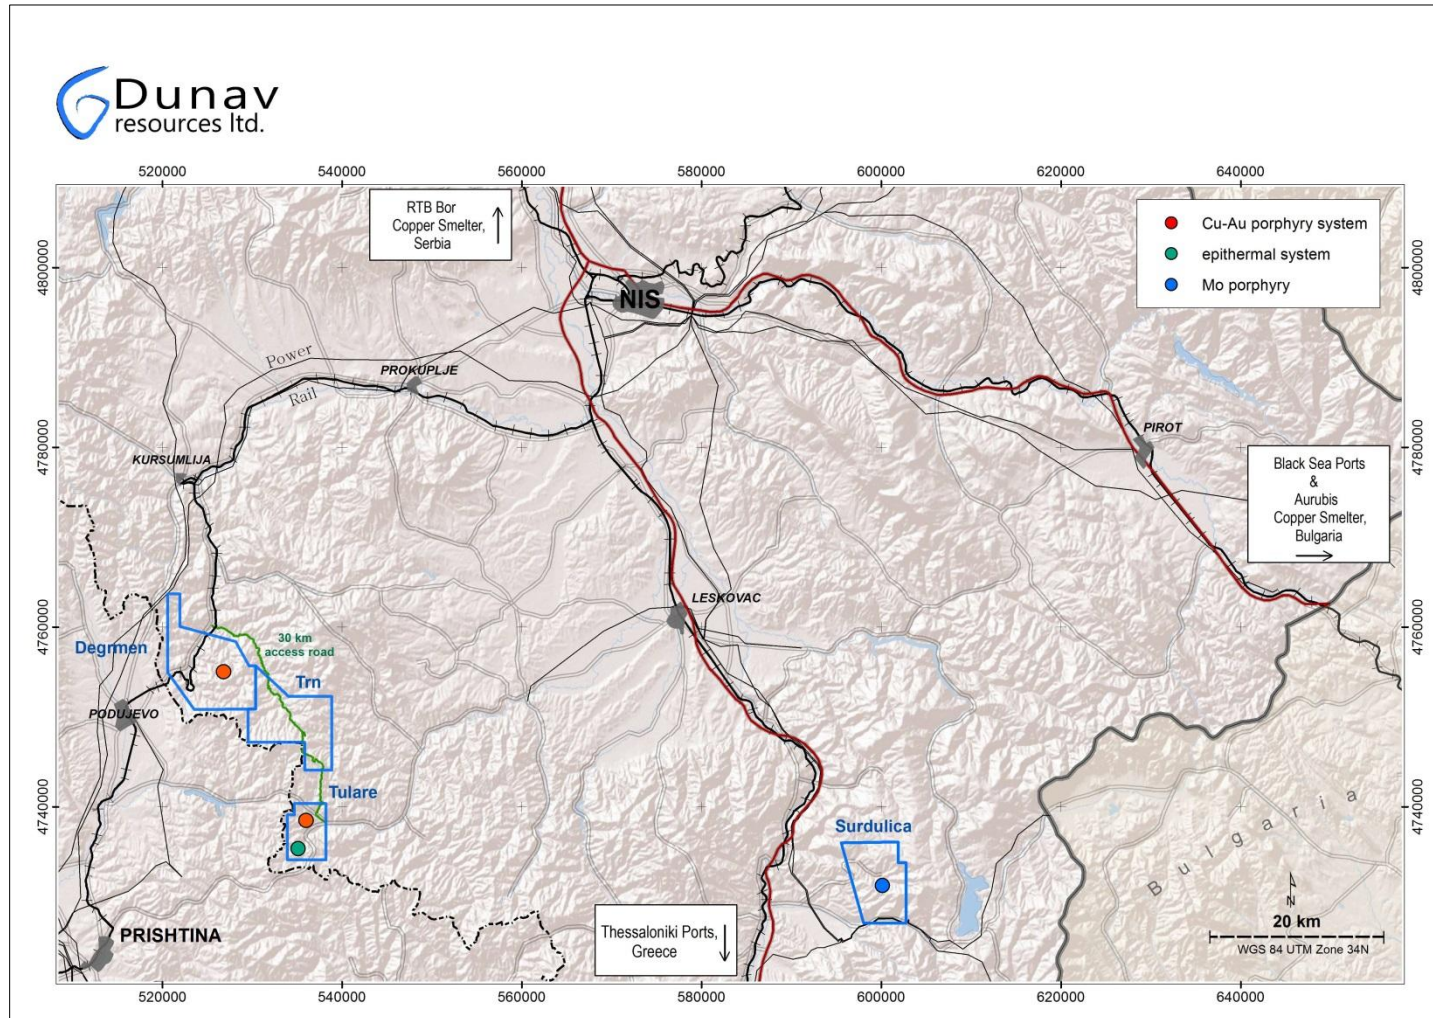 Dunav
resources ltd.
520000 540000 560000 580000 600000 620000 640000
RTB Bor
Copper Smelter,
Serbia
Cu-Au porphyry system
epithermal system
Mo porphyry
4800000
4800000
NIS
Power
Rail
PROKUPLJE
KURSUMLIJA
PIROT
4780000
4780000
Black Sea Ports
&
Aurubis
Copper Smelter,
Bulgaria
LESKOVAC
4760000
4760000
30 km
access road
Degrmen
Trn
PODUJEVO
Tulare
4740000
4740000
Surdulica
Bulgaria
N
20 km
WGS 84 UTM Zone 34N
Thessaloniki Ports,
Greece
PRISHTINA
520000 540000 560000 580000 600000 620000 640000